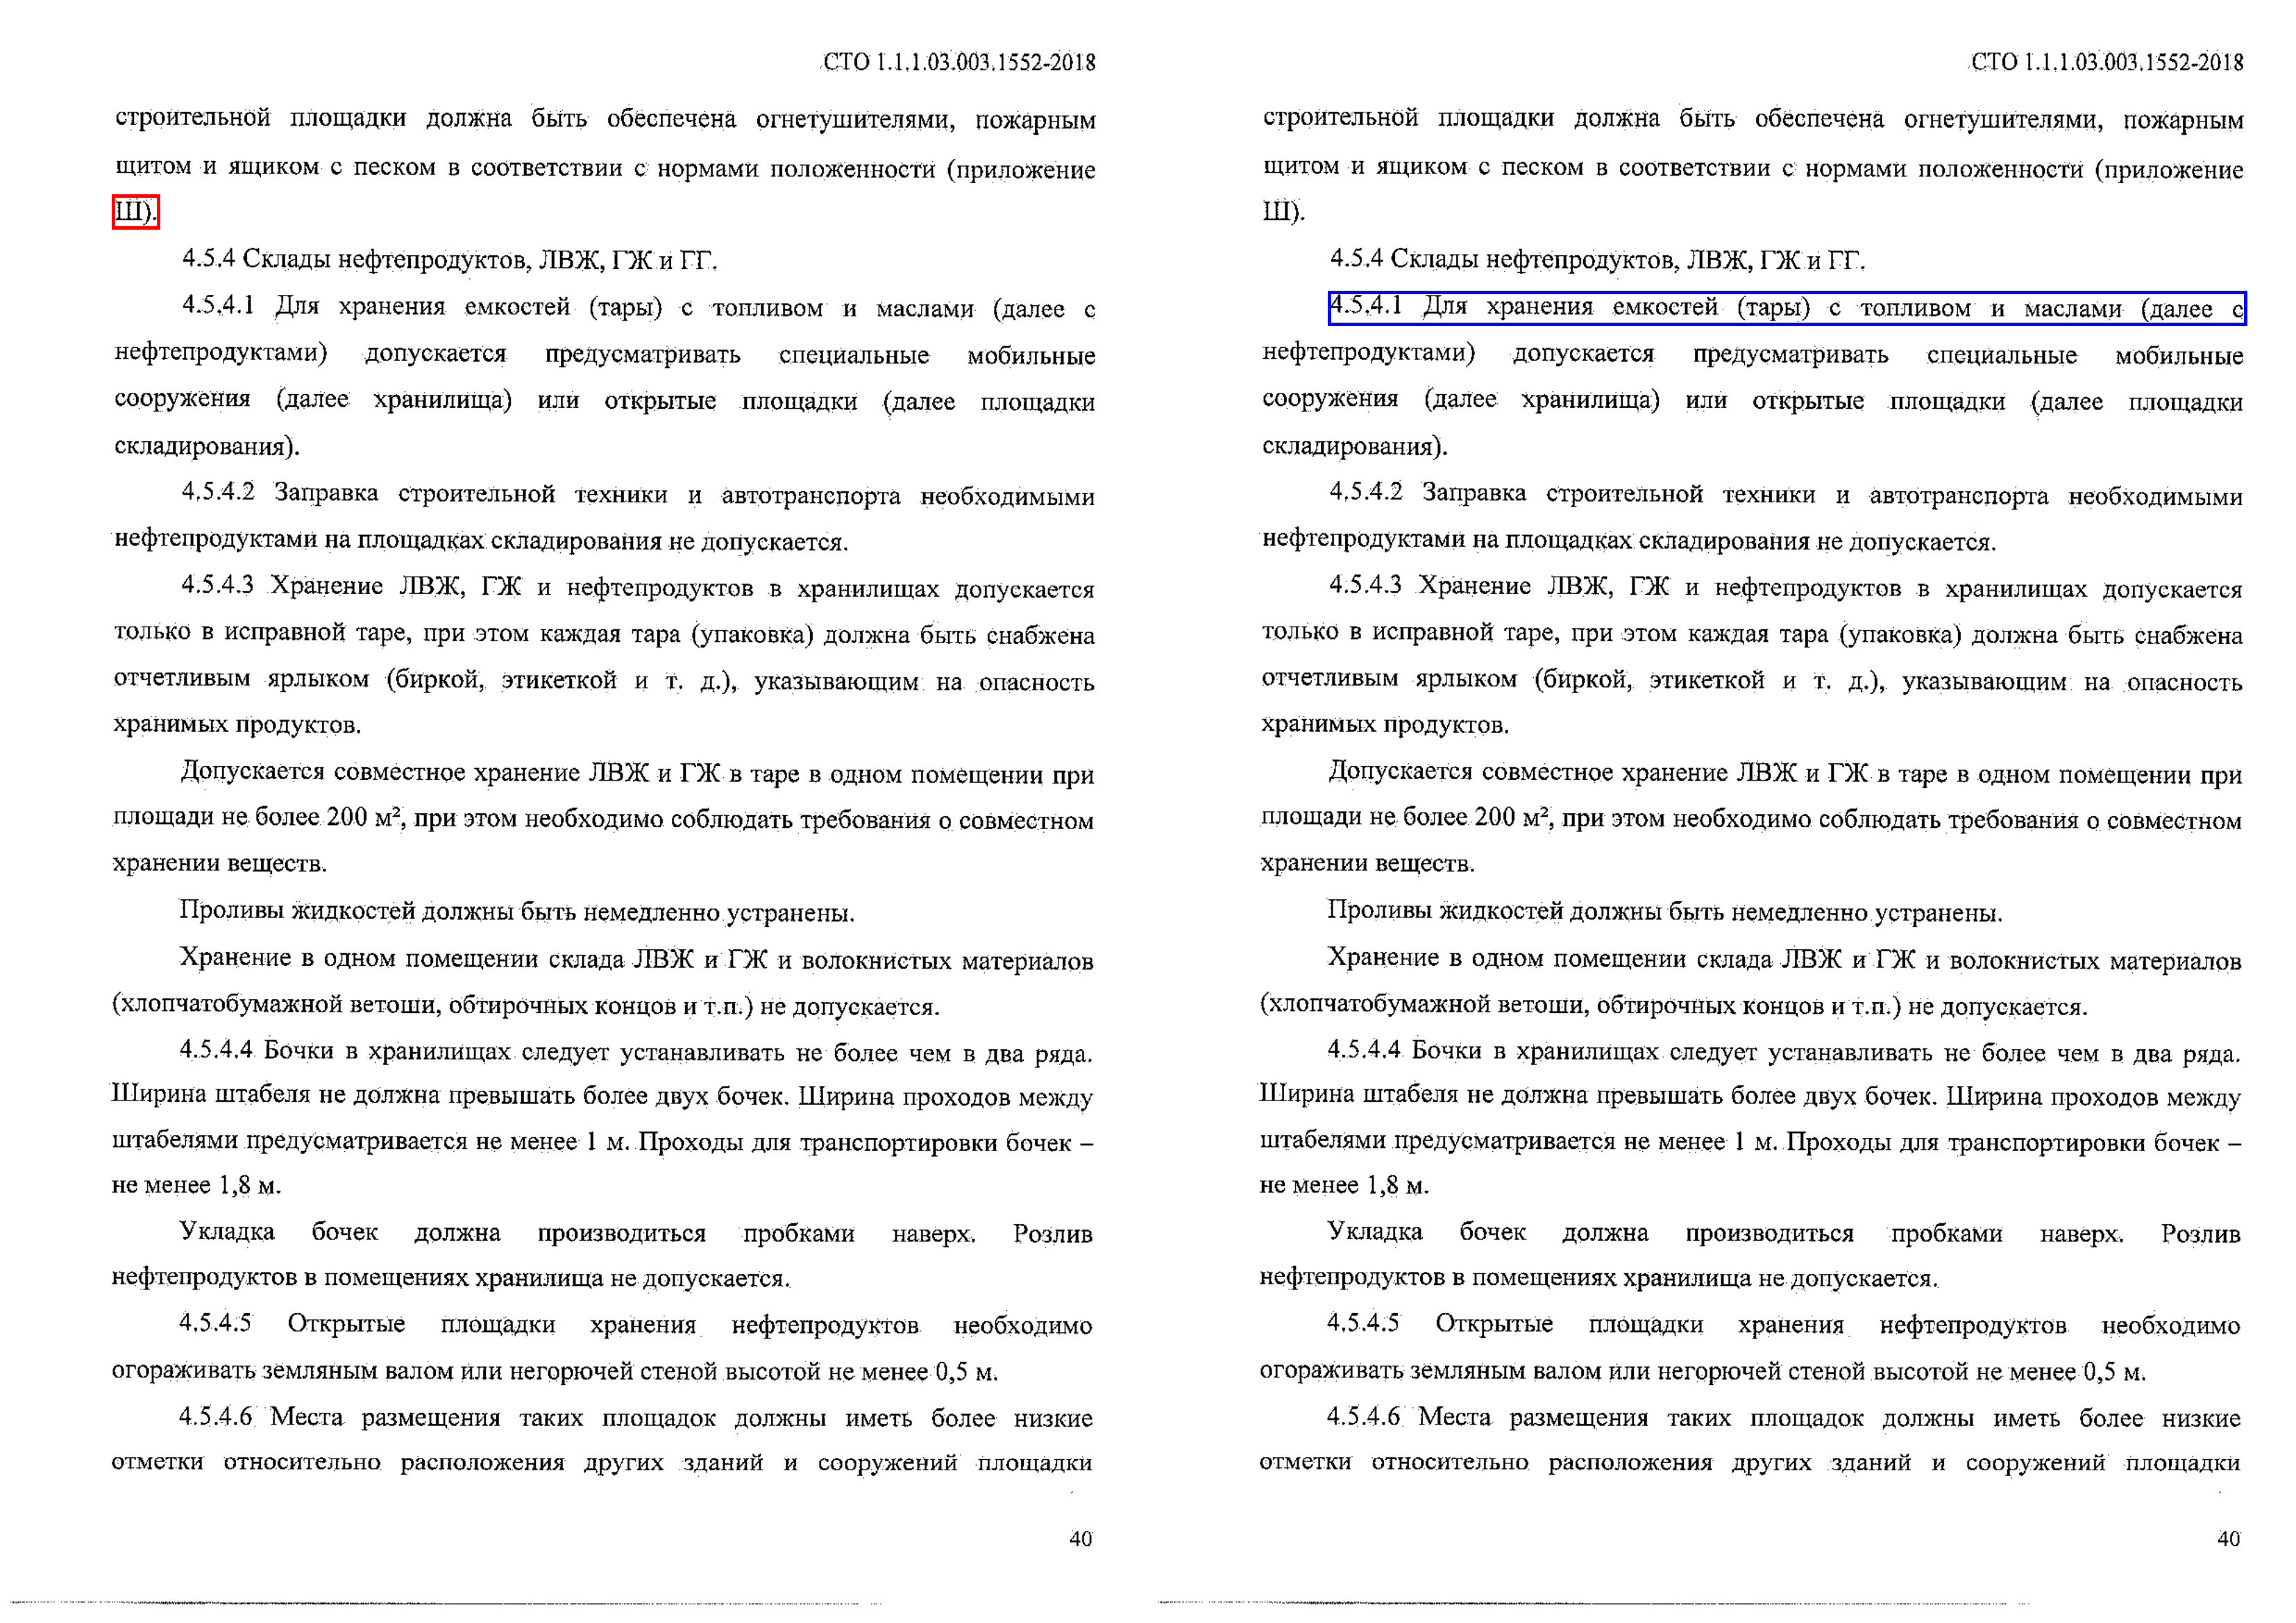 СТО 1.1.1.03.003.1552-2018
строительной площадки должна быть обеспечена огнетушителями, пожарным
щитом и ящиком с песком в соответствии с нормами положенности (приложение
Ш).
4.5.4 Склады нефтепродуктов, ЛВЖ, ГЖ и ГГ.
4.5.4.1 Для хранения емкостей (тары) с топливом и маслами (далее с
нефтепродуктами) допускается предусматривать специальные мобильные
сооружения (далее хранилища) или открытые площадки (далее площадки
складирования).
4.5.4.2 Заправка строительной техники и автотранспорта необходимыми
нефтепродуктами на площадках складирования не допускается.
4.5.4.3 Хранение ЛВЖ, ГЖ и нефтепродуктов в хранилищах допускается
только в исправной таре, при этом каждая тара (упаковка) должна быть снабжена
отчетливым ярлыком (биркой, этикеткой и т. д.), указывающим на опасность
хранимых продуктов.
Допускается совместное хранение ЛВЖ и ГЖ в таре в одном помещении при
площади не более 200 м², при этом необходимо соблюдать требования о совместном
хранении веществ.
Проливы жидкостей должны быть немедленно устранены.
Хранение в одном помещении склада ЛВЖ и ГЖ и волокнистых материалов
(хлопчатобумажной ветоши, обтирочных концов и т.п.) не допускается.
4.5.4.4 Бочки в хранилищах следует устанавливать не более чем в два ряда.
Ширина штабеля не должна превышать более двух бочек. Ширина проходов между
штабелями предусматривается не менее 1 м. Проходы для транспортировки бочек –
не менее 1,8 м.
Укладка бочек должна производиться пробками наверх. Розлив
нефтепродуктов в помещениях хранилища не допускается.
4.5.4.5 Открытые площадки хранения нефтепродуктов необходимо
огораживать земляным валом или негорючей стеной высотой не менее 0,5 м.
4.5.4.6 Места размещения таких площадок должны иметь более низкие
отметки относительно расположения других зданий и сооружений площадки
40
СТО 1.1.1.03.003.1552-2018
строительной площадки должна быть обеспечена огнетушителями, пожарным
щитом и ящиком с песком в соответствии с нормами положенности (приложение
Ш).
4.5.4 Склады нефтепродуктов, ЛВЖ, ГЖ и ГГ.
4.5.4.1 Для хранения емкостей (тары) с топливом и маслами (далее с
нефтепродуктами) допускается предусматривать специальные мобильные
сооружения (далее хранилища) или открытые площадки (далее площадки
складирования).
4.5.4.2 Заправка строительной техники и автотранспорта необходимыми
нефтепродуктами на площадках складирования не допускается.
4.5.4.3 Хранение ЛВЖ, ГЖ и нефтепродуктов в хранилищах допускается
только в исправной таре, при этом каждая тара (упаковка) должна быть снабжена
отчетливым ярлыком (биркой, этикеткой и т. д.), указывающим на опасность
хранимых продуктов.
Допускается совместное хранение ЛВЖ и ГЖ в таре в одном помещении при
площади не более 200 м², при этом необходимо соблюдать требования о совместном
хранении веществ.
Проливы жидкостей должны быть немедленно устранены.
Хранение в одном помещении склада ЛВЖ и ГЖ и волокнистых материалов
(хлопчатобумажной ветоши, обтирочных концов и т.п.) не допускается.
4.5.4.4 Бочки в хранилищах следует устанавливать не более чем в два ряда.
Ширина штабеля не должна превышать более двух бочек. Ширина проходов между
штабелями предусматривается не менее 1 м. Проходы для транспортировки бочек –
не менее 1,8 м.
Укладка бочек должна производиться пробками наверх. Розлив
нефтепродуктов в помещениях хранилища не допускается.
4.5.4.5 Открытые площадки хранения нефтепродуктов необходимо
огораживать земляным валом или негорючей стеной высотой не менее 0,5 м.
4.5.4.6 Места размещения таких площадок должны иметь более низкие
отметки относительно расположения других зданий и сооружений площадки
40